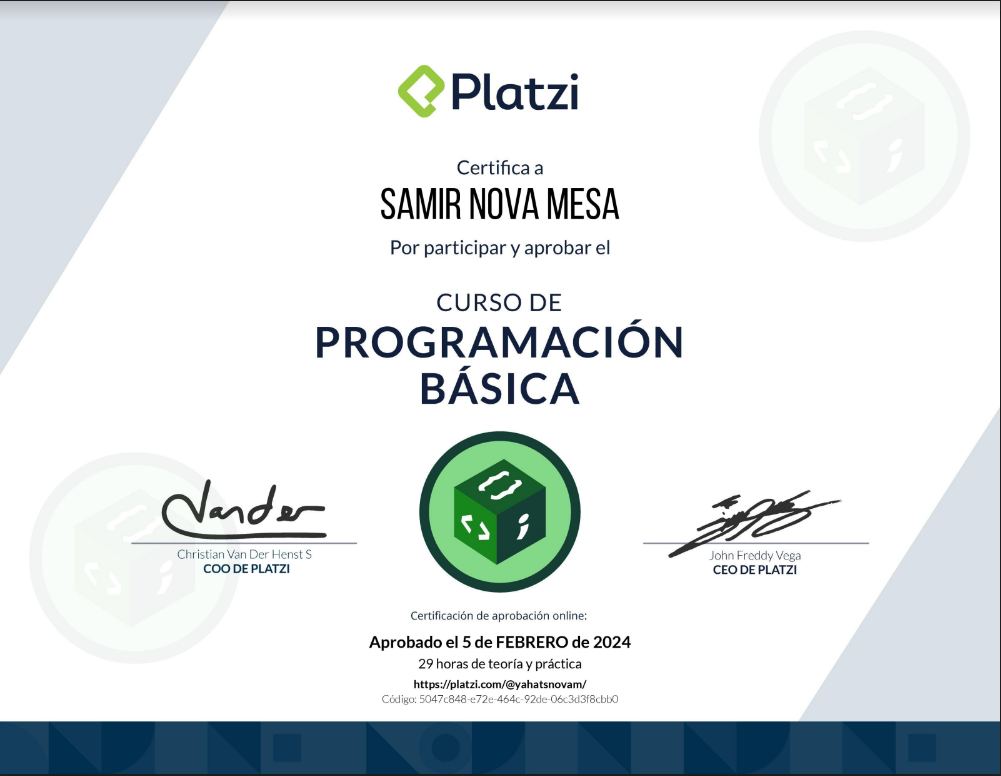 Platzi
Certifica a
SAMIR NOVA MESA
Por participar y aprobar el
CURSO DE
PROGRAMACIÓN
BÁSICA
Vander
Christian Van Der Henst S
COO DE PLATZI
John Freddy Vega
CEO DE PLATZI
Certificación de aprobación online:
Aprobado el 5 de FEBRERO de 2024
29 horas de teoría y práctica
https://platzi.com/@yahatsnovam/
Código: 5047c848-e72e-464c-92de-06c3d3f8cbb0